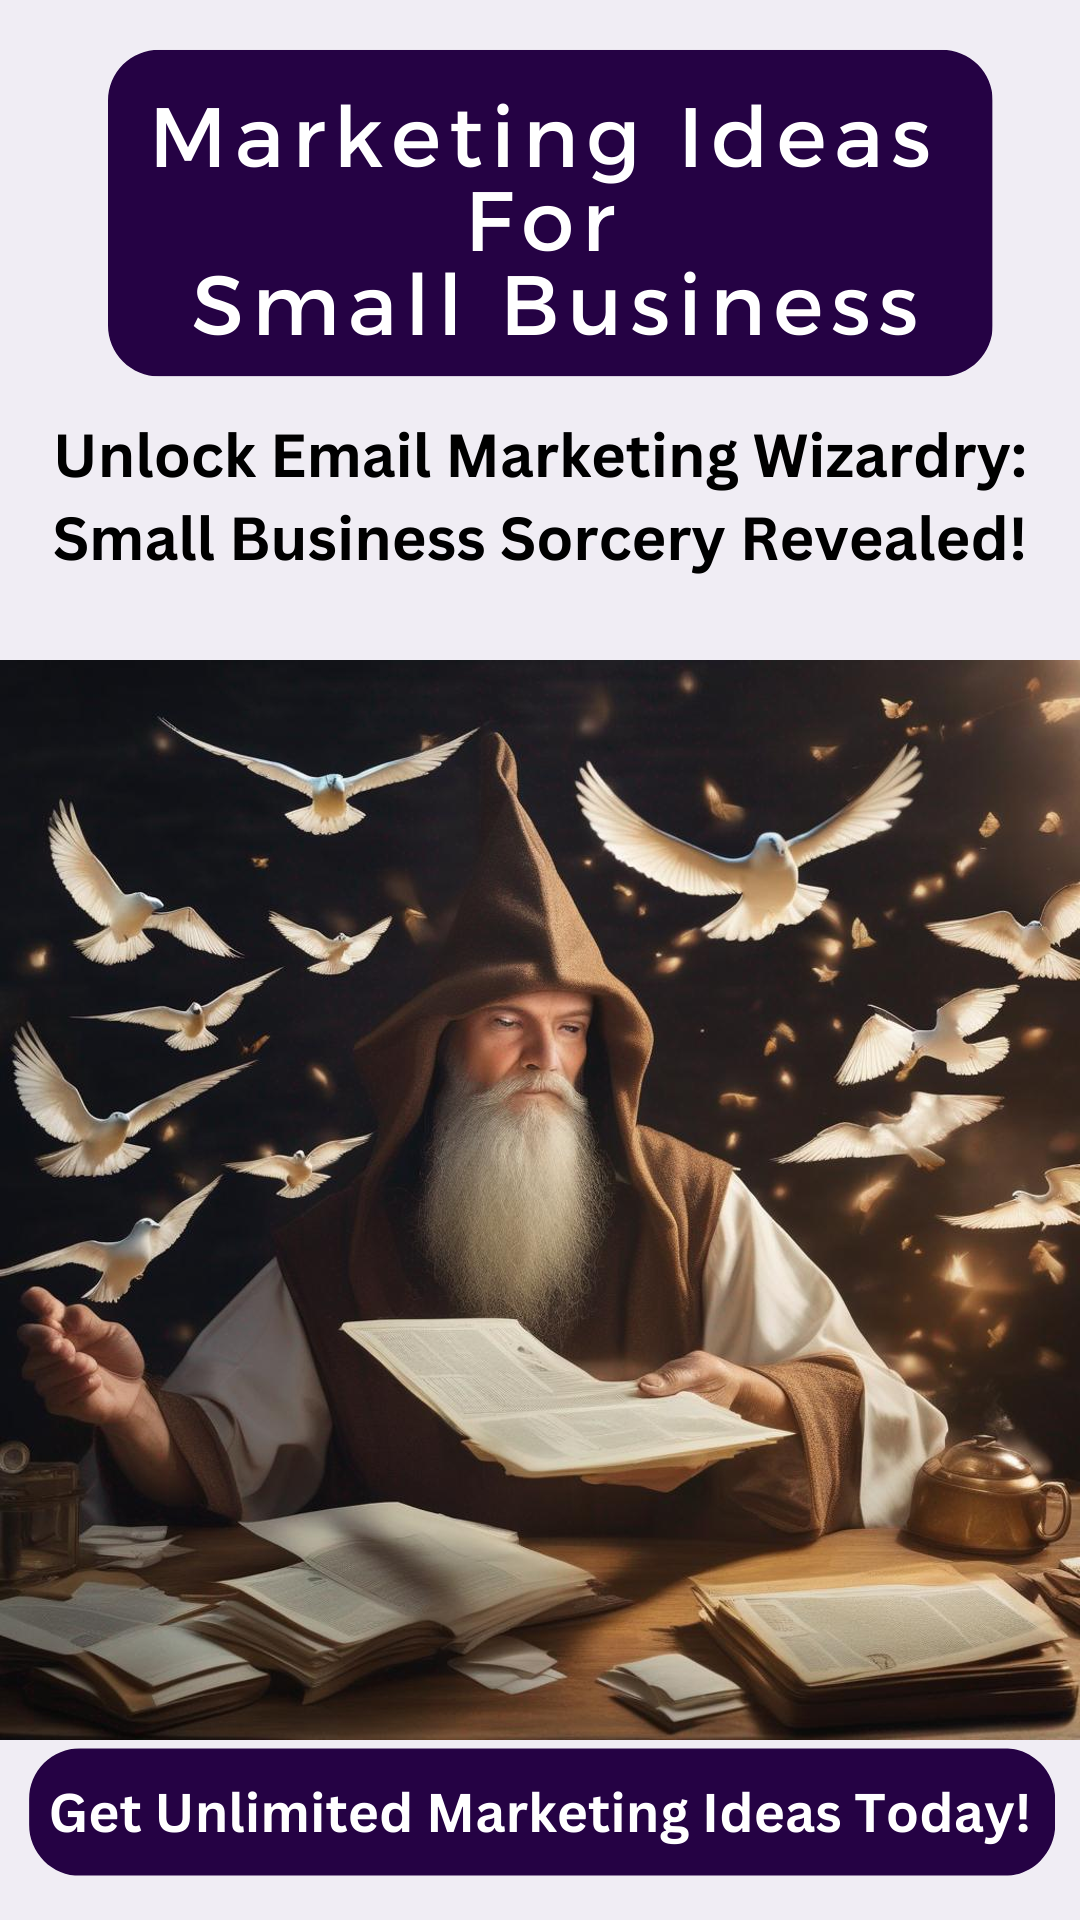 Marketing Ideas
For
Small Business
Unlock Email Marketing Wizardry:
Small Business Sorcery Revealed!
Get Unlimited Marketing Ideas Today!